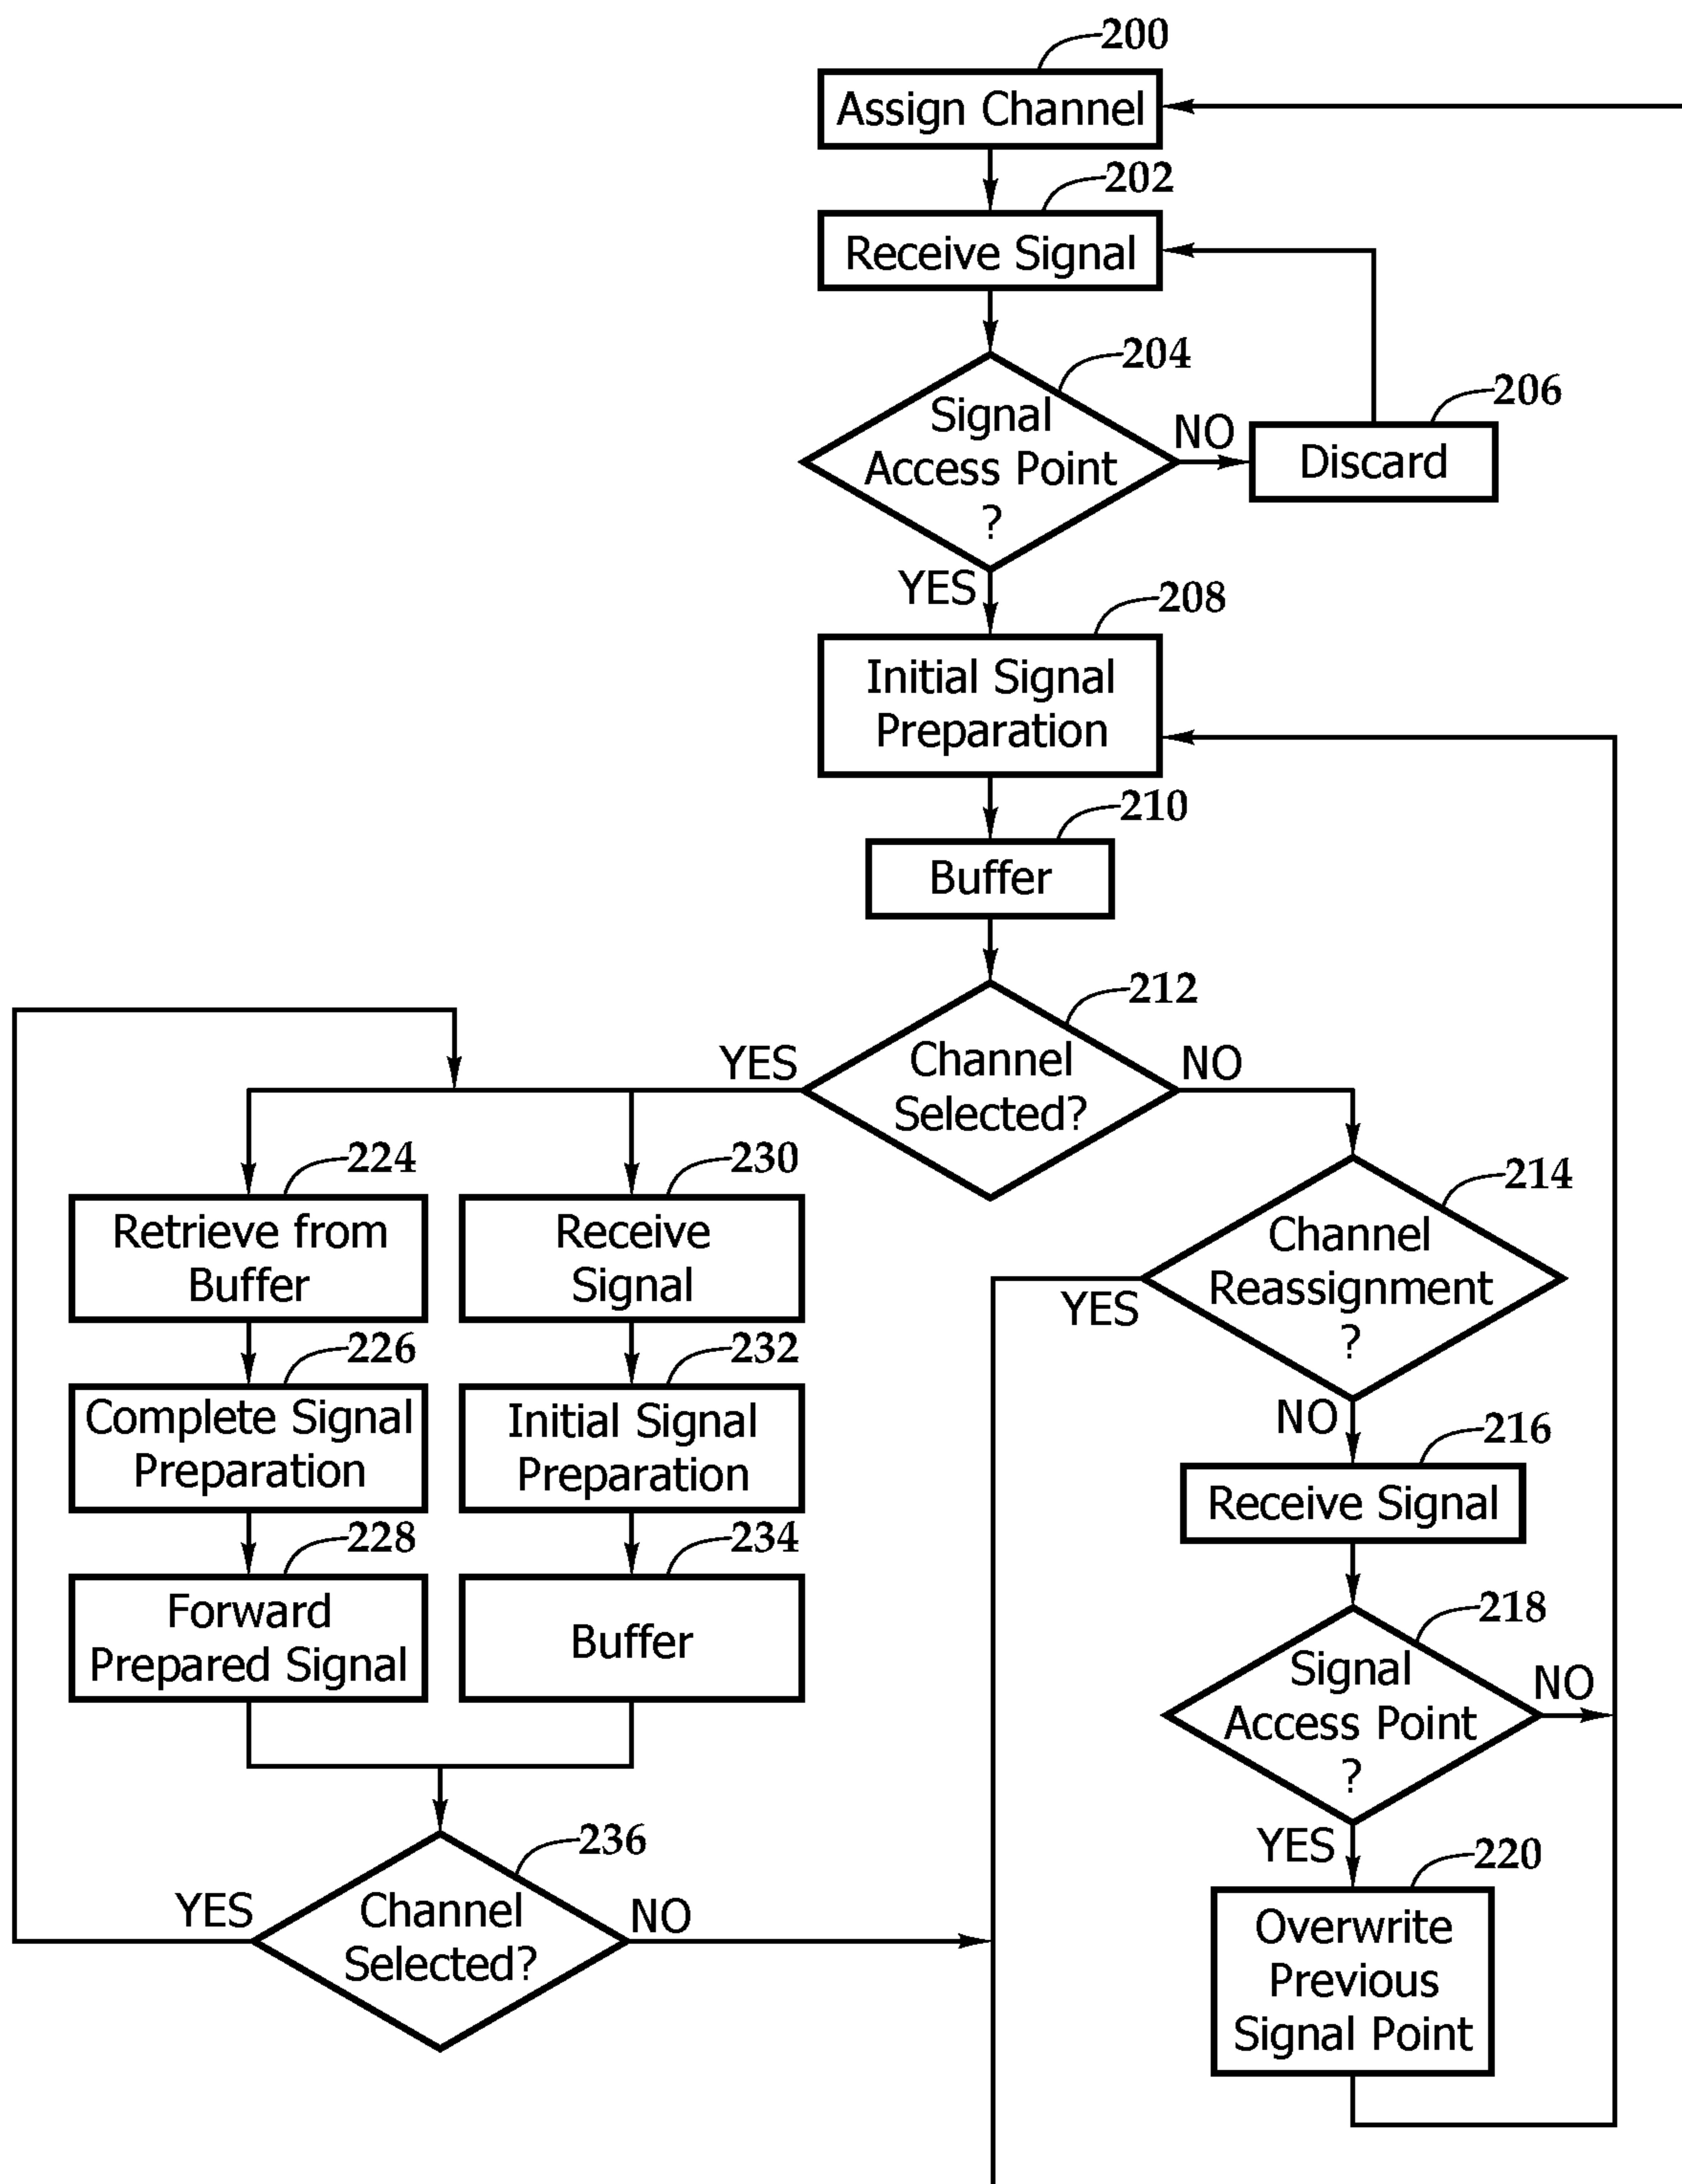 200
Assign Channel
202
Receive Signal
204
Signal
Access Point
?
NO
206
Discard
YES
208
Initial Signal
Preparation
210
Buffer
212
Channel
Selected?
YES
NO
224
Retrieve from
Buffer
230
Receive
Signal
214
Channel
Reassignment
?
YES
NO
226
Complete Signal
Preparation
232
Initial Signal
Preparation
216
Receive Signal
228
Forward
Prepared Signal
234
Buffer
218
Signal
Access Point
?
NO
YES
236
Channel
Selected?
YES
NO
220
Overwrite
Previous
Signal Point